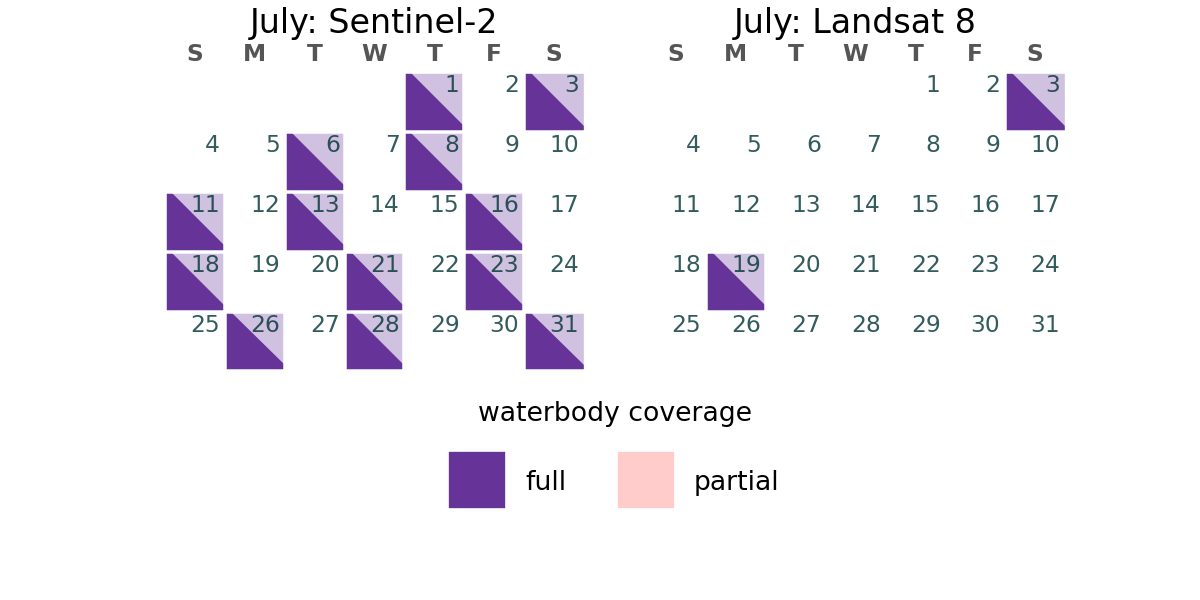 July: Sentinel-2
S M T W T F S
1 2 3
4 5 6 7 8 9 10
11 12 13 14 15 16 17
18 19 20 21 22 23 24
25 26 27 28 29 30 31
July: Landsat 8
S M T W T F S
1 2 3
4 5 6 7 8 9 10
11 12 13 14 15 16 17
18 19 20 21 22 23 24
25 26 27 28 29 30 31
waterbody coverage
full
partial